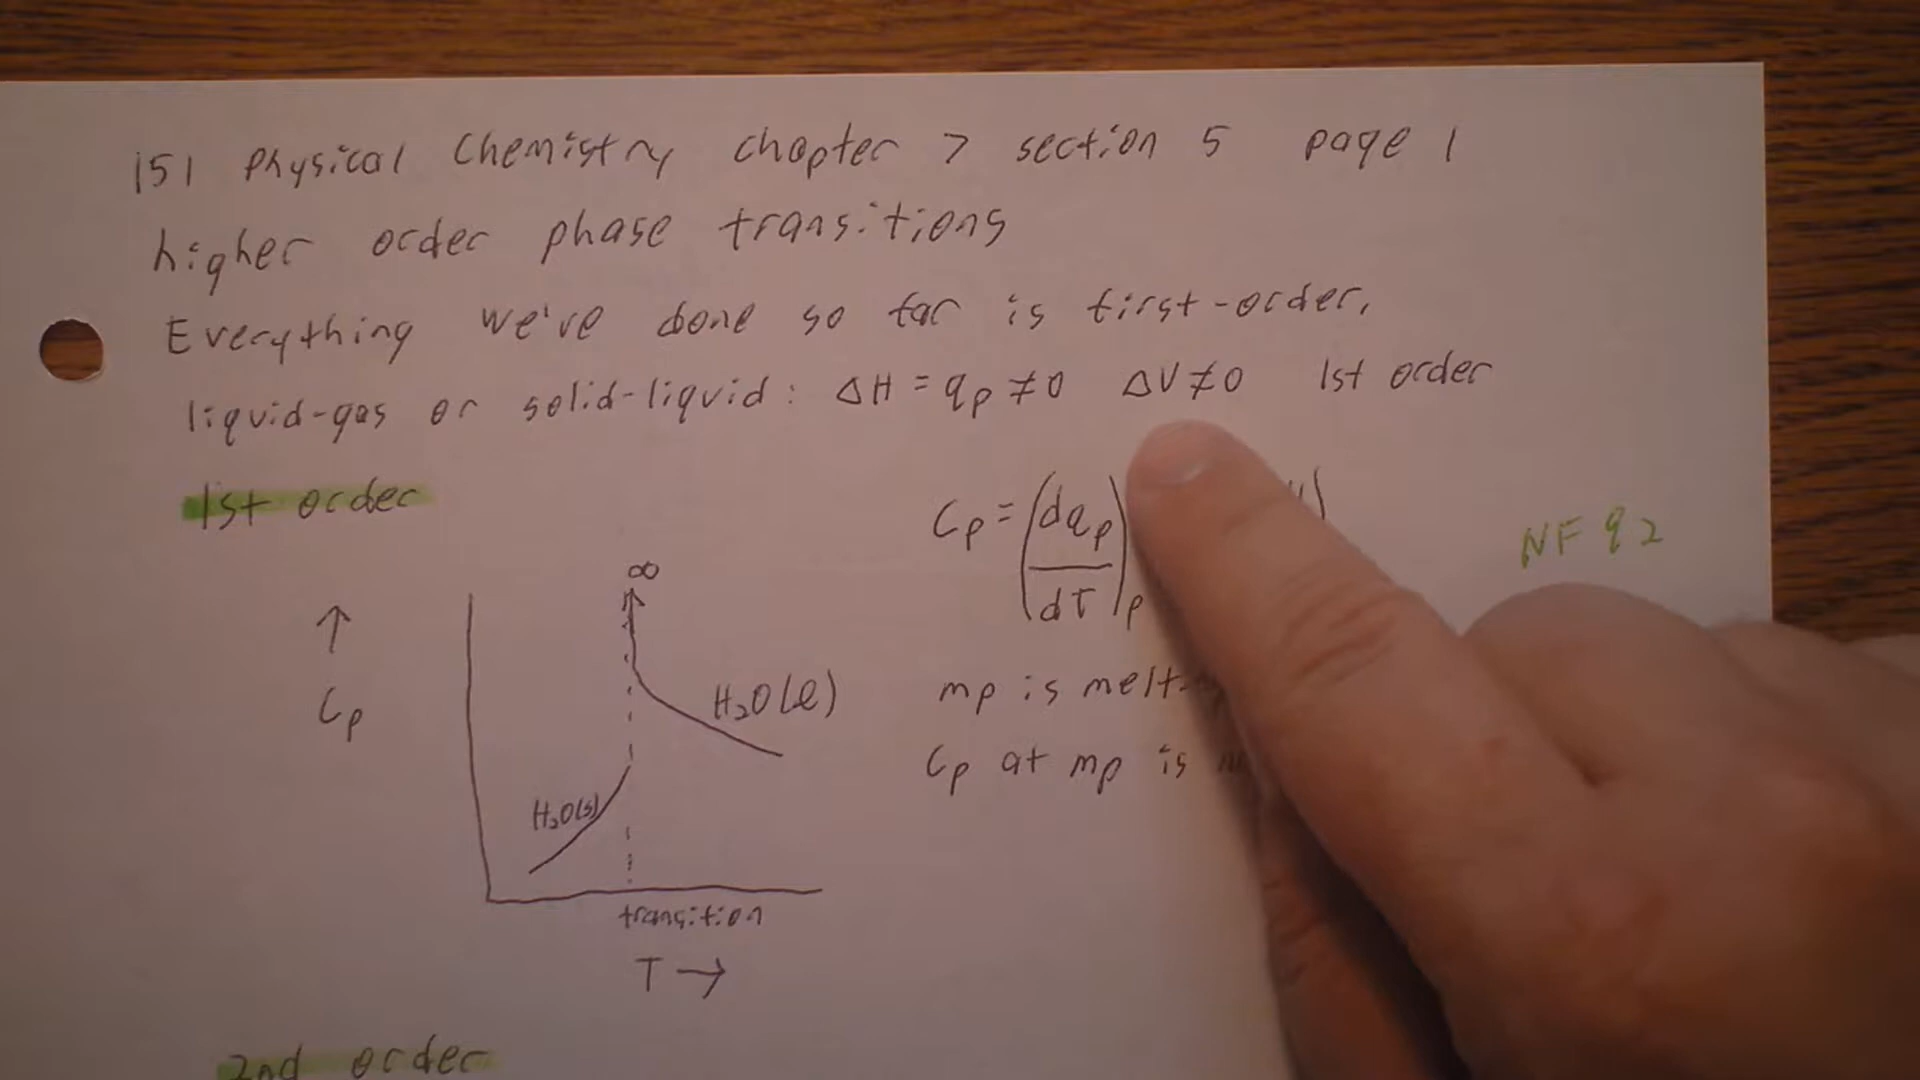 151 Physical Chemistry chapter 7 section 5 page 1
higher order phase transitions
Everything we've done so far is first-order,
liquid-gas or solid-liquid: ΔH = qp ≠ 0 ΔV ≠ 0 1st order
1st order
Cp = (dqp/dT)p
NF 92
∞
↑
Cp
H₂O(l)
H₂O(s)
mp is
Cp at mp is
transition
T →
2nd order